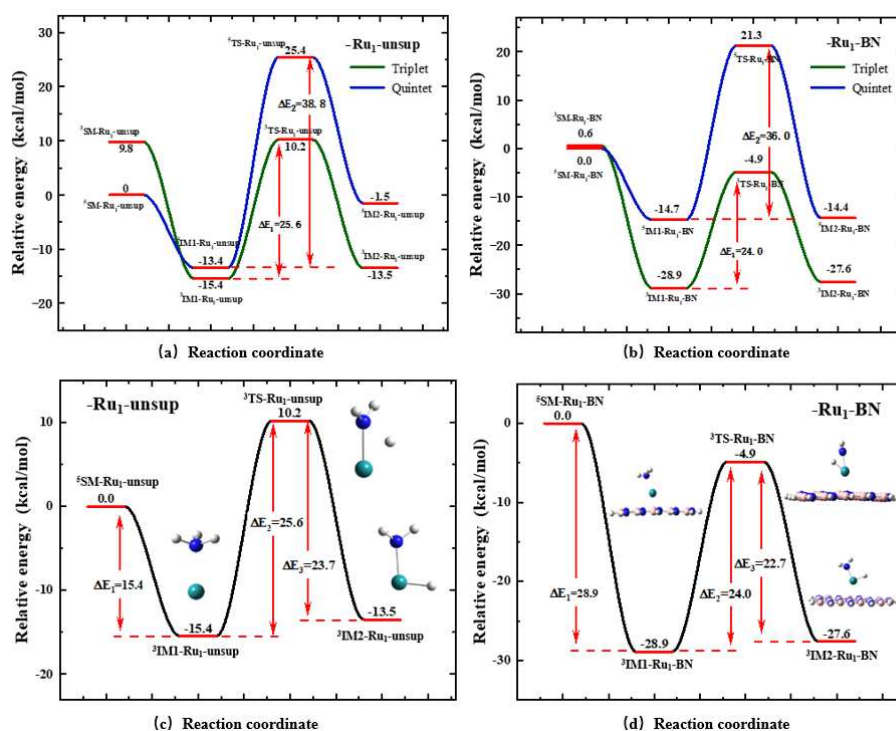 -Ru1-unsup
Triplet
Quintet
Relative energy (kcal/mol)
30
20
10
0
−10
−20
5TS-Ru1-unsup
25.4
ΔE2=38.8
3TS-Ru1-unsup
10.2
ΔE1=25.6
3SM-Ru1-unsup
9.8
0
5SM-Ru1-unsup
5IM1-Ru1-unsup
-13.4
-15.4
3IM1-Ru1-unsup
-1.5
5IM2-Ru1-unsup
3IM2-Ru1-unsup
-13.5
(a) Reaction coordinate
-Ru1-BN
Triplet
Quintet
Relative energy (kcal/mol)
20
10
0
−10
−20
−30
21.3
5TS-Ru1-BN
ΔE2=36.0
-4.9
3TS-Ru1-BN
ΔE1=24.0
3SM-Ru1-BN
0.6
0.0
5SM-Ru1-BN
-14.7
5IM1-Ru1-BN
-28.9
3IM1-Ru1-BN
-14.4
5IM2-Ru1-BN
-27.6
3IM2-Ru1-BN
(b) Reaction coordinate
-Ru1-unsup
Relative energy (kcal/mol)
10
0
-10
-20
3TS-Ru1-unsup
10.2
5SM-Ru1-unsup
0.0
ΔE1=15.4
ΔE2=25.6
ΔE3=23.7
-15.4
3IM1-Ru1-unsup
-13.5
3IM2-Ru1-unsup
(c) Reaction coordinate
-Ru1-BN
Relative energy (kcal/mol)
0
-10
-20
-30
5SM-Ru1-BN
0.0
3TS-Ru1-BN
-4.9
ΔE1=28.9
ΔE2=24.0
ΔE3=22.7
-28.9
3IM1-Ru1-BN
-27.6
3IM2-Ru1-BN
(d) Reaction coordinate